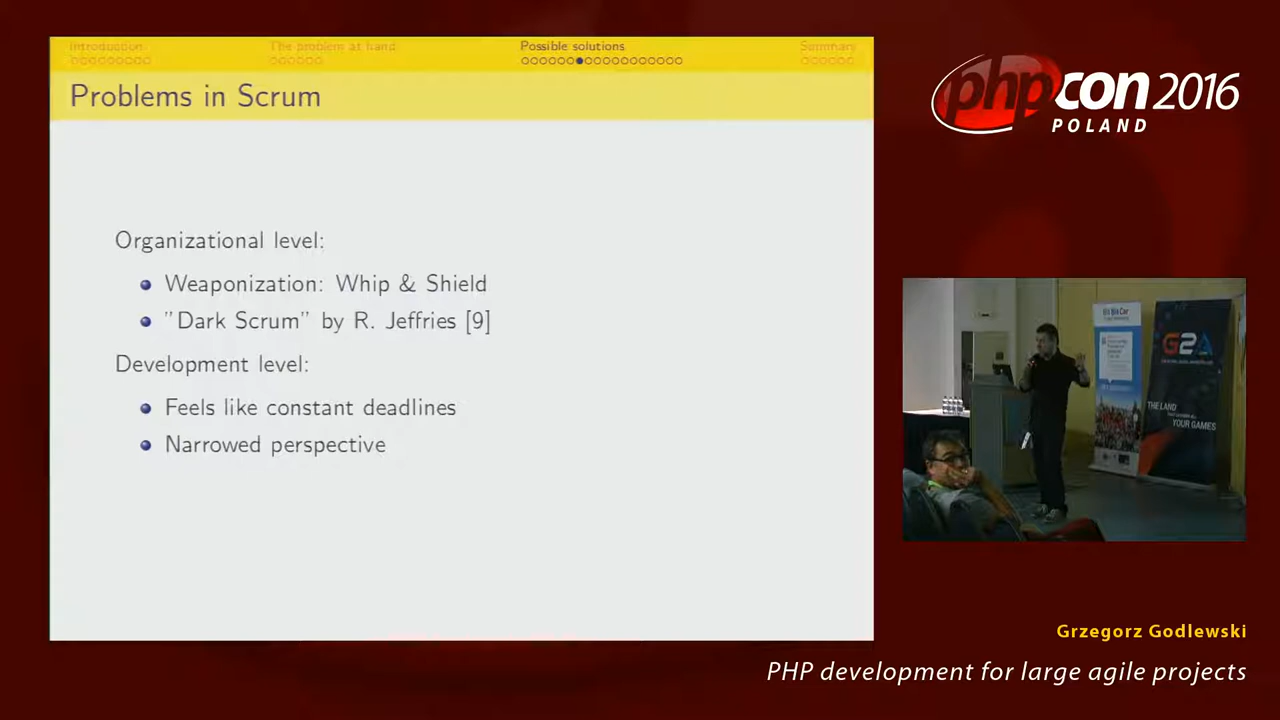 Introduction
The problem at hand
Possible solutions
Summary
Problems in Scrum
Organizational level:
Weaponization: Whip & Shield
"Dark Scrum" by R. Jeffries [9]
Development level:
Feels like constant deadlines
Narrowed perspective
phpcon 2016
POLAND
G2A
THE LAND
YOUR GAMES
Grzegorz Godlewski
PHP development for large agile projects